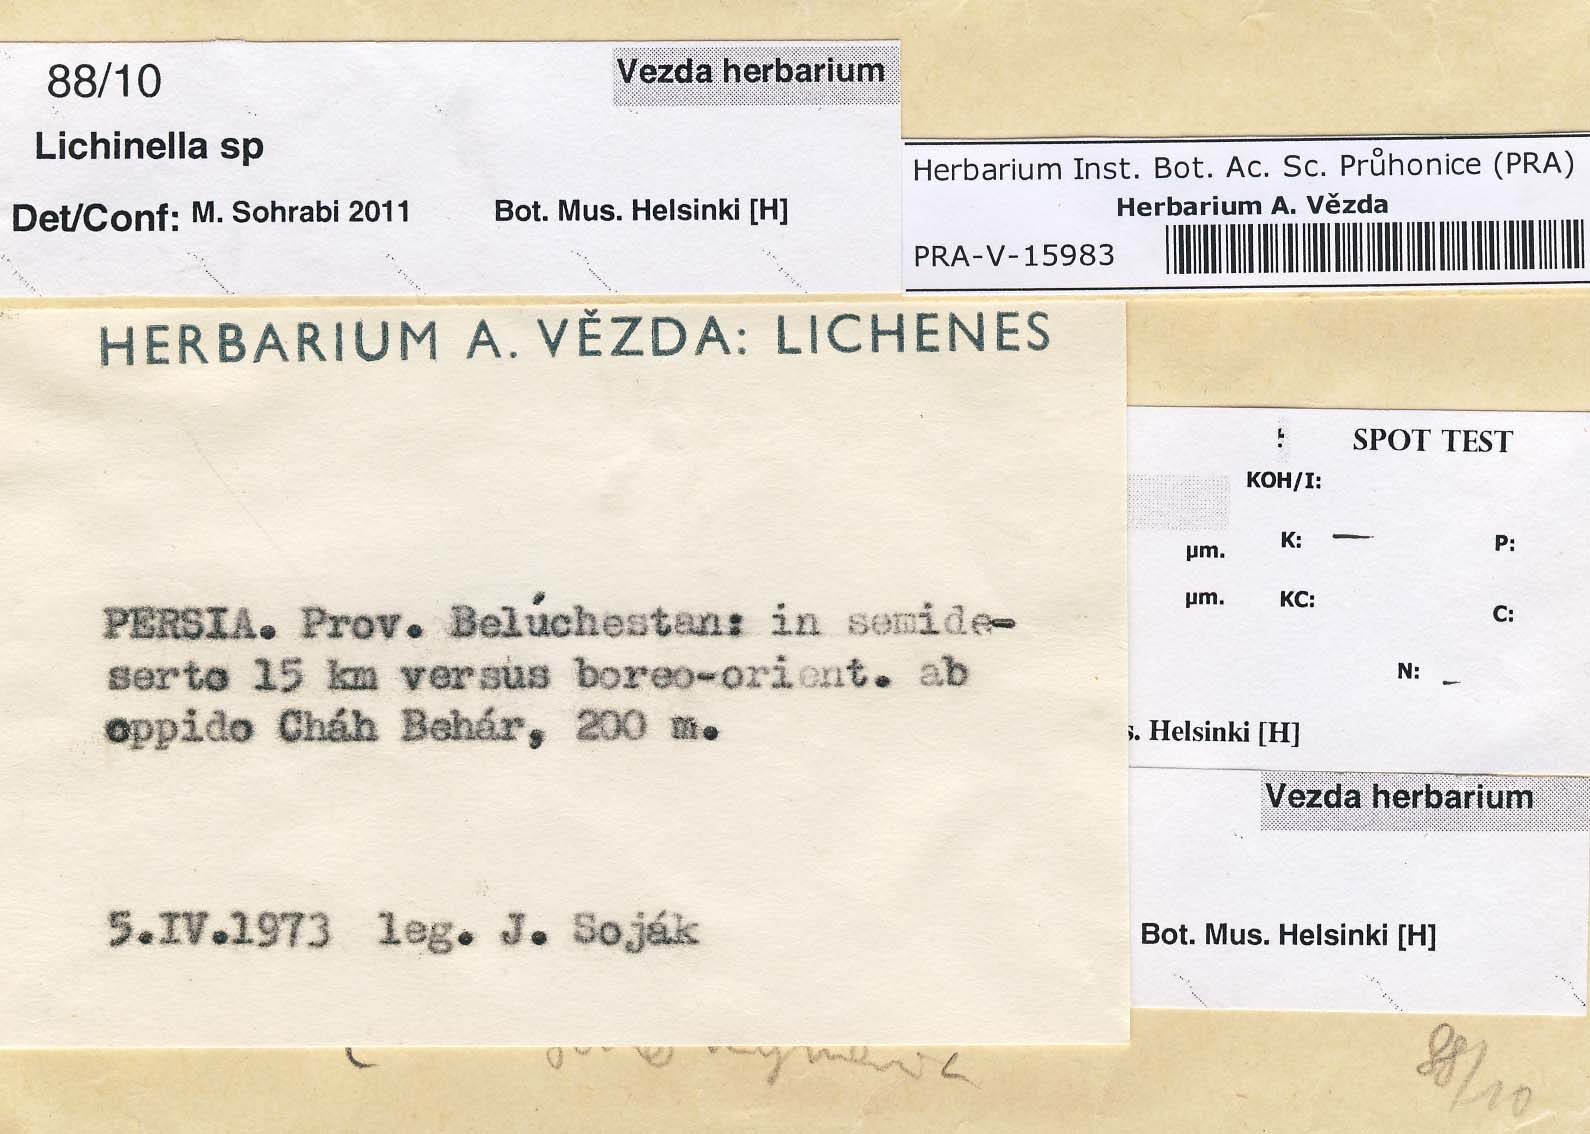 88/10
Vezda herbarium
Lichinella sp
Det/Conf: M. Sohrabi 2011 Bot. Mus. Helsinki [H]
Herbarium Inst. Bot. Ac. Sc. Průhonice (PRA)
Herbarium A. Vězda
PRA-V-15983
HERBARIUM A. VĚZDA: LICHENES
PERSIA. Prov. Belúchestan: in semide-
serto 15 km versus boreo-orient. ab
oppido Cháh Behár, 200 m.
5.IV.1973 leg. J. Soják
SPOT TEST
KOH/I:
µm. K: — P:
µm. KC:
C:
N: –
s. Helsinki [H]
Vezda herbarium
Bot. Mus. Helsinki [H]
88/10